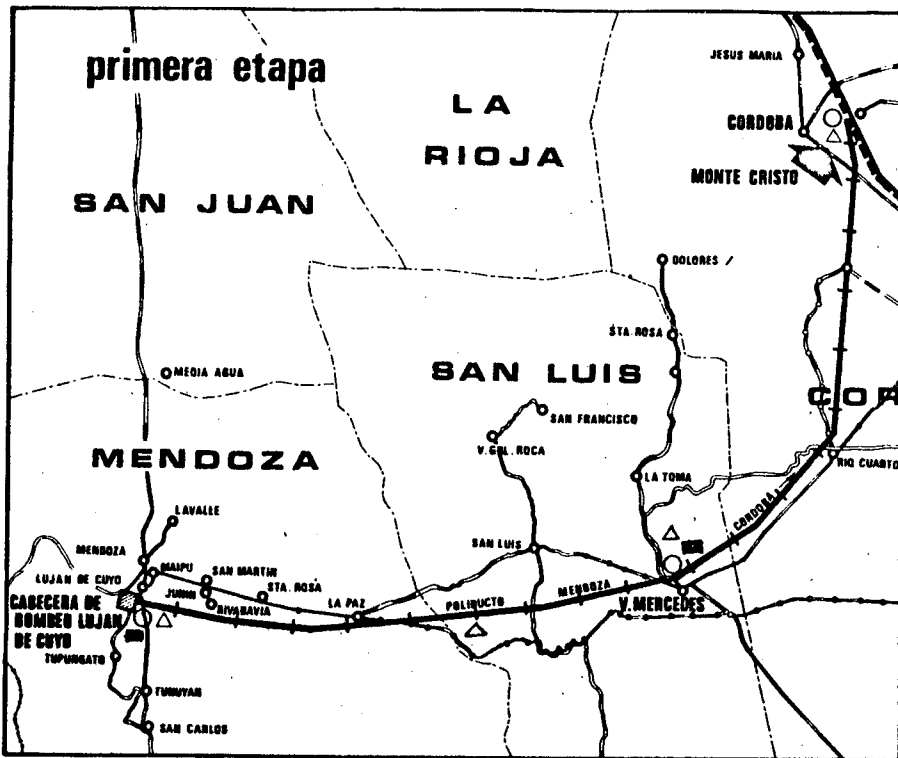 primera etapa
JESUS MARIA
LA
RIOJA
CORDOBA
MONTE CRISTO
SAN JUAN
DOLORES
STA. ROSA
MEDIA AGUA
SAN LUIS
SAN FRANCISCO
COR
V. GRL. ROCA
MENDOZA
RIO CUARTO
LA TOMA
LAVALLE
CORDOBA
MENDOZA
SAN LUIS
MAIPU
LUJAN DE CUYO
SAN MARTIN
JUNIN
STA. ROSA
RIVADAVIA
LA PAZ
POLIDUCTO
MENDOZA
V. MERCEDES
CABECERA DE
BOMBEO LUJAN
DE CUYO
TUPUNGATO
TUNUYAN
SAN CARLOS